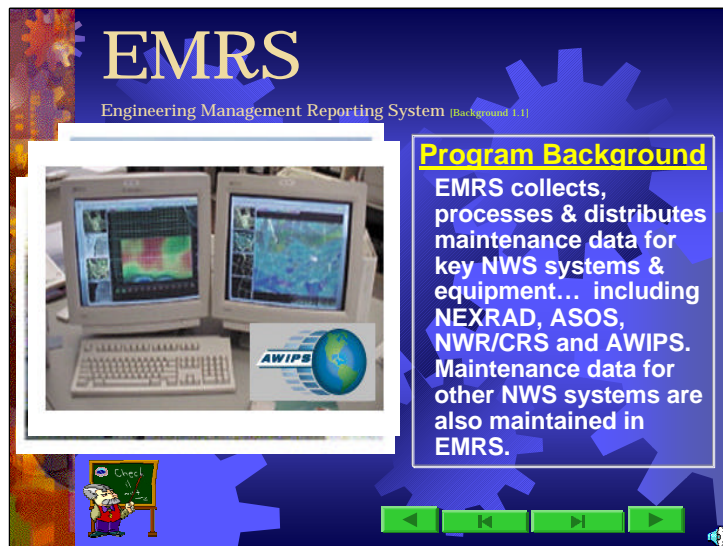 EMRS
Engineering Management Reporting System [Background 1.1]
Program Background
EMRS collects,
processes & distributes
maintenance data for
key NWS systems &
equipment… including
NEXRAD, ASOS,
NWR/CRS and AWIPS.
Maintenance data for
other NWS systems are
also maintained in
EMRS.
AWIPS
Check